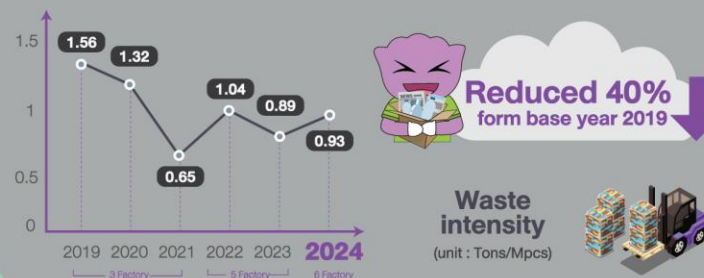 1.5
1
0.5
0
1.56
1.32
0.65
1.04
0.89
0.93
2019 2020 2021 2022 2023 2024
3 Factory 5 Factory 6 Factory
Reduced 40%
form base year 2019
Waste
intensity
(unit : Tons/Mpcs)